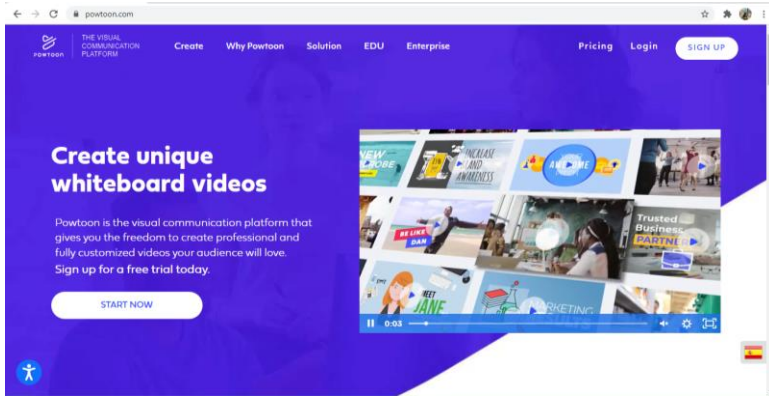 powtoon.com
POWTOON
THE VISUAL
COMMUNICATION
PLATFORM
Create
Why Powtoon
Solution
EDU
Enterprise
Pricing
Login
SIGN UP
Create unique
whiteboard videos
Powtoon is the visual communication platform that
gives you the freedom to create professional and
fully customized videos your audience will love.
Sign up for a free trial today.
START NOW
NEW
INCREASE
AND
AWARENESS
AWESOME
BE LIKE
DAN
Trusted
Business
PARTNER
MEET
JANE
MARKETING
RESULTS
0:03